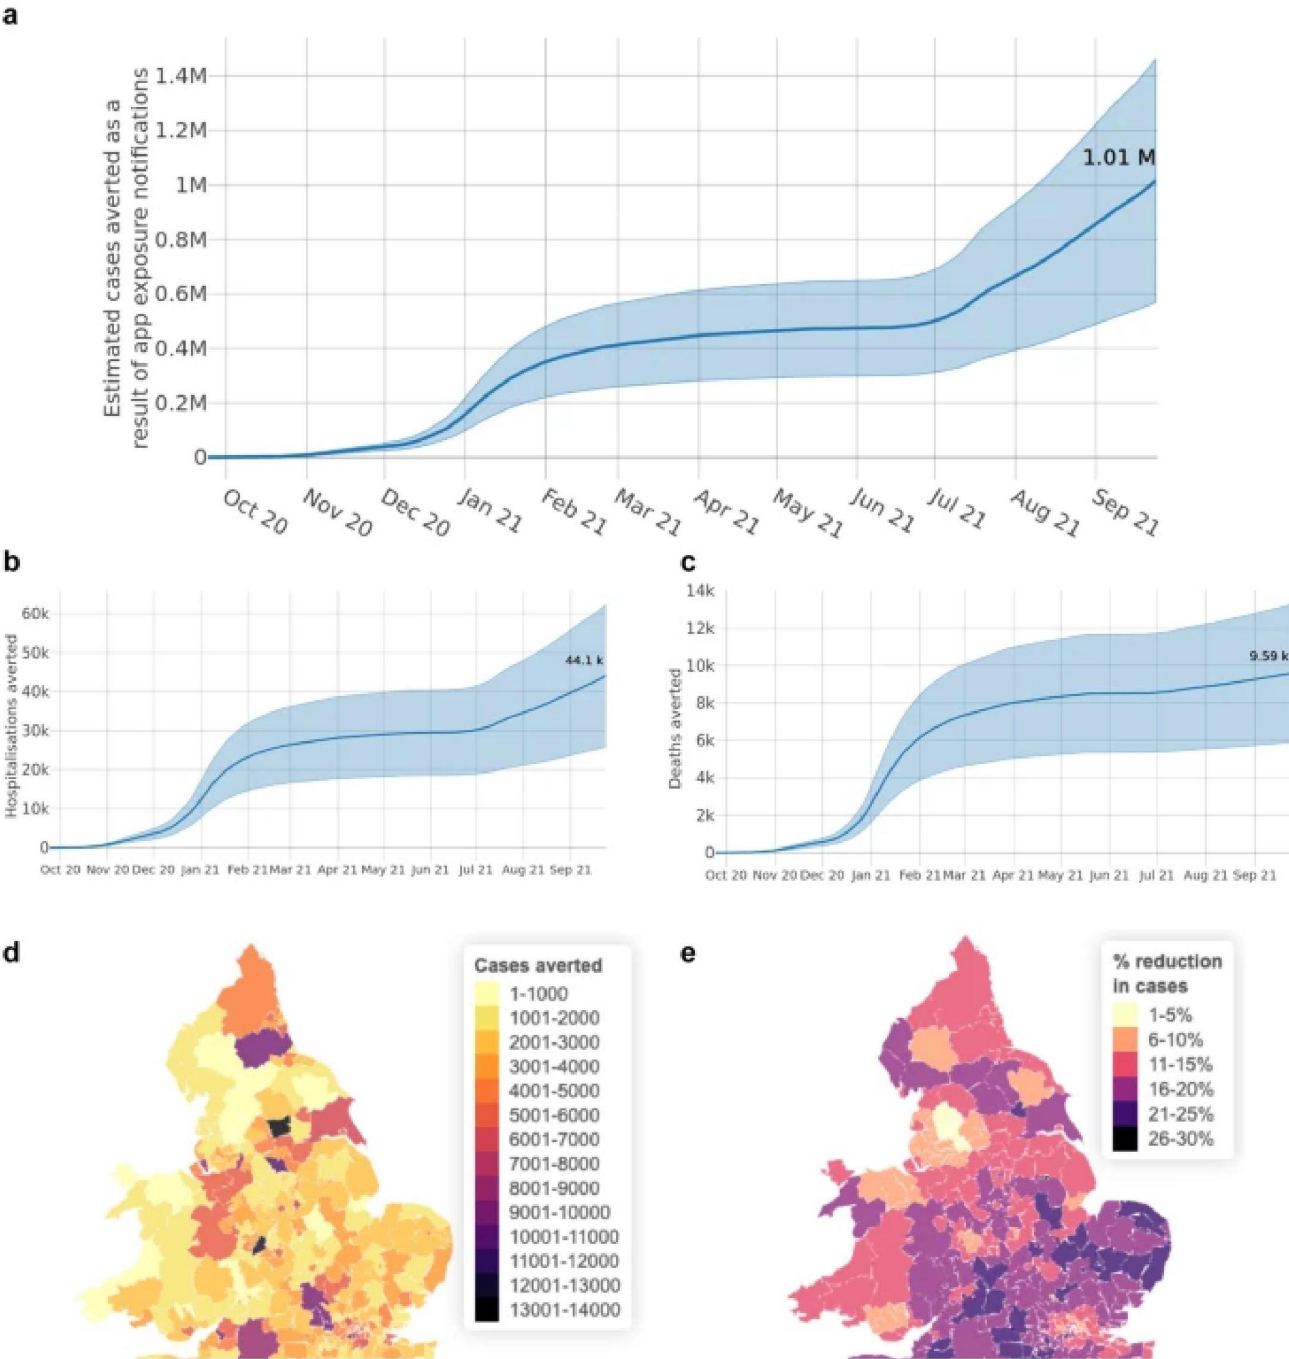 a
Estimated cases averted as a
result of app exposure notifications
1.4M
1.2M
1M
0.8M
0.6M
0.4M
0.2M
0
1.01 M
Oct 20
Nov 20
Dec 20
Jan 21
Feb 21
Mar 21
Apr 21
May 21
Jun 21
Jul 21
Aug 21
Sep 21
b
Hospitalisations averted
60k
50k
40k
30k
20k
10k
0
44.1 k
Oct 20 Nov 20 Dec 20 Jan 21 Feb 21 Mar 21 Apr 21 May 21 Jun 21 Jul 21 Aug 21 Sep 21
c
Deaths averted
14k
12k
10k
8k
6k
4k
2k
0
9.59 k
Oct 20 Nov 20 Dec 20 Jan 21 Feb 21 Mar 21 Apr 21 May 21 Jun 21 Jul 21 Aug 21 Sep 21
d
Cases averted
1-1000
1001-2000
2001-3000
3001-4000
4001-5000
5001-6000
6001-7000
7001-8000
8001-9000
9001-10000
10001-11000
11001-12000
12001-13000
13001-14000
e
% reduction
in cases
1-5%
6-10%
11-15%
16-20%
21-25%
26-30%